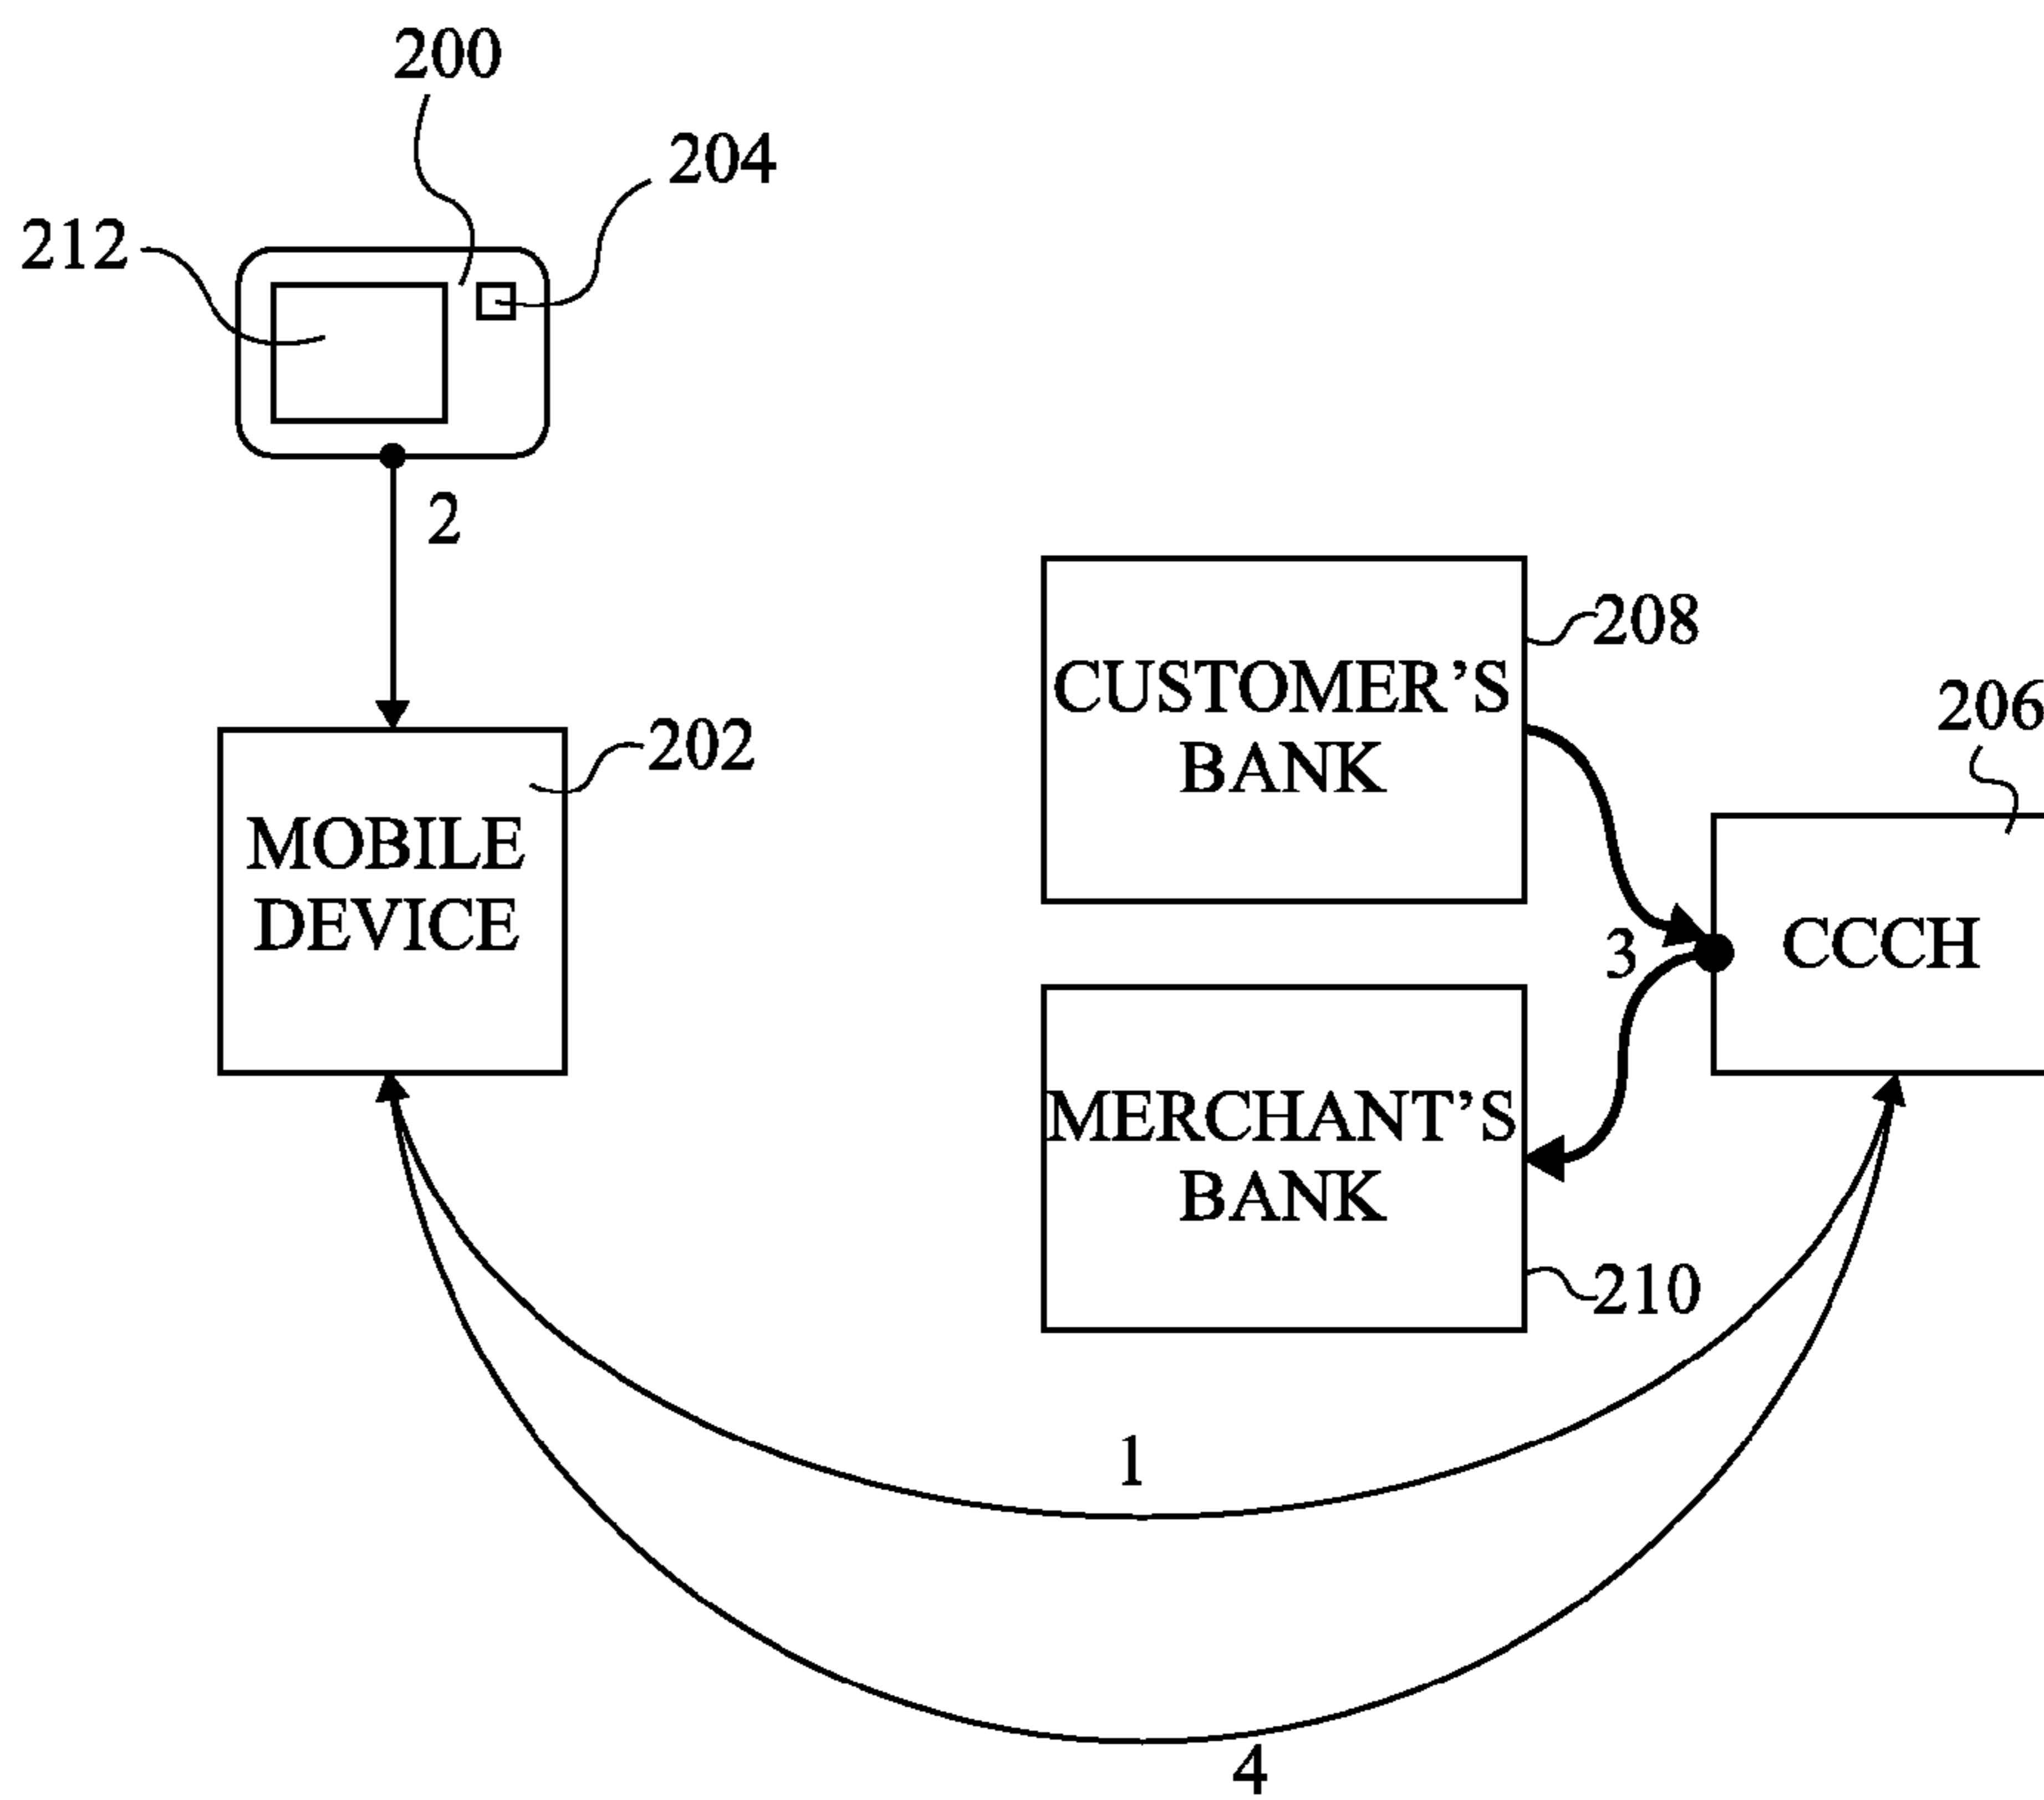 200
204
212
2
208
CUSTOMER’S
BANK
206
202
MOBILE
DEVICE
3
CCCH
MERCHANT’S
BANK
210
1
4